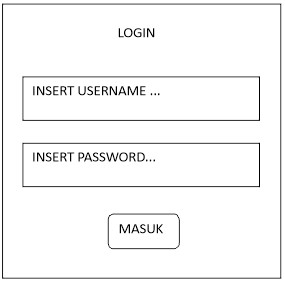 LOGIN
INSERT USERNAME ...
INSERT PASSWORD...
MASUK